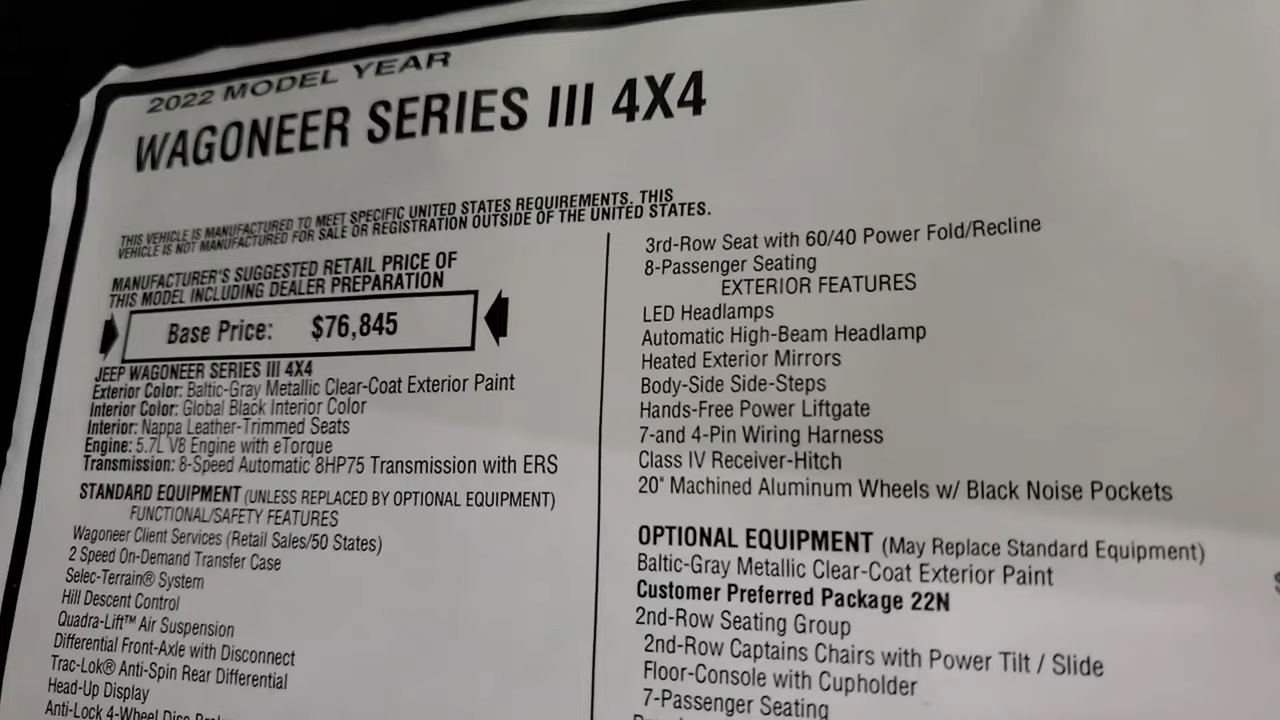 2022 MODEL YEAR
WAGONEER SERIES III 4X4
THIS VEHICLE IS MANUFACTURED TO MEET SPECIFIC UNITED STATES REQUIREMENTS. THIS
VEHICLE IS NOT MANUFACTURED FOR SALE OR REGISTRATION OUTSIDE OF THE UNITED STATES.
MANUFACTURER'S SUGGESTED RETAIL PRICE OF
THIS MODEL INCLUDING DEALER PREPARATION
Base Price: $76,845
JEEP WAGONEER SERIES III 4X4
Exterior Color: Baltic-Gray Metallic Clear-Coat Exterior Paint
Interior Color: Global Black Interior Color
Interior: Nappa Leather-Trimmed Seats
Engine: 5.7L V8 Engine with eTorque
Transmission: 8-Speed Automatic 8HP75 Transmission with ERS
STANDARD EQUIPMENT (UNLESS REPLACED BY OPTIONAL EQUIPMENT)
FUNCTIONAL/SAFETY FEATURES
Wagoneer Client Services (Retail Sales/50 States)
2 Speed On-Demand Transfer Case
Selec-Terrain® System
Hill Descent Control
Quadra-Lift™ Air Suspension
Differential Front-Axle with Disconnect
Trac-Lok® Anti-Spin Rear Differential
Head-Up Display
Anti-Lock 4-Wheel Disc
3rd-Row Seat with 60/40 Power Fold/Recline
8-Passenger Seating
EXTERIOR FEATURES
LED Headlamps
Automatic High-Beam Headlamp
Heated Exterior Mirrors
Body-Side Side-Steps
Hands-Free Power Liftgate
7-and 4-Pin Wiring Harness
Class IV Receiver-Hitch
20" Machined Aluminum Wheels w/ Black Noise Pockets
OPTIONAL EQUIPMENT (May Replace Standard Equipment)
Baltic-Gray Metallic Clear-Coat Exterior Paint
Customer Preferred Package 22N
2nd-Row Seating Group
2nd-Row Captains Chairs with Power Tilt / Slide
Floor-Console with Cupholder
7-Passenger Seating